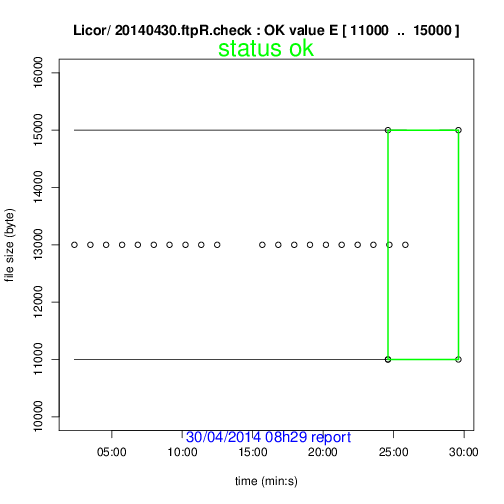 Licor/ 20140430.ftpR.check : OK value E [ 11000  ..  15000 ]
status ok
16000
15000
14000
13000
12000
11000
10000
file size (byte)
30/04/2014 08h29 report
05:00 10:00 15:00 20:00 25:00 30:00
time (min:s)